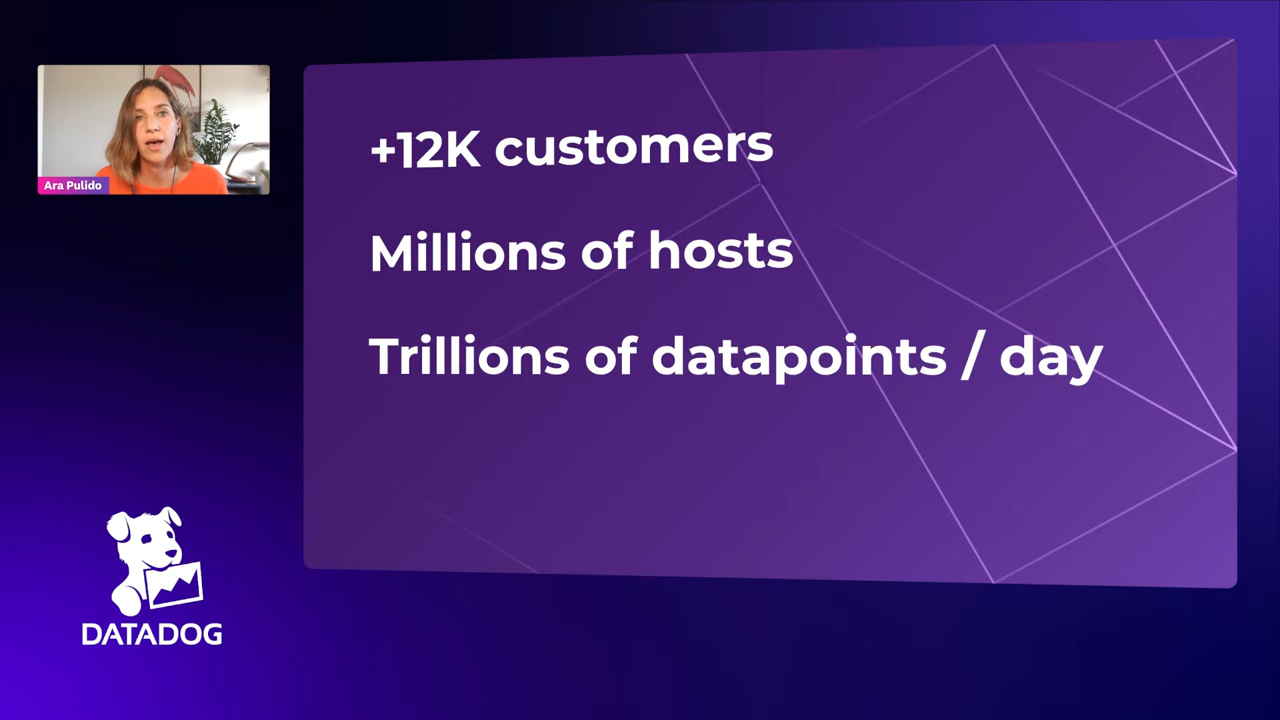 Ara Pulido
+12K customers
Millions of hosts
Trillions of datapoints / day
DATADOG